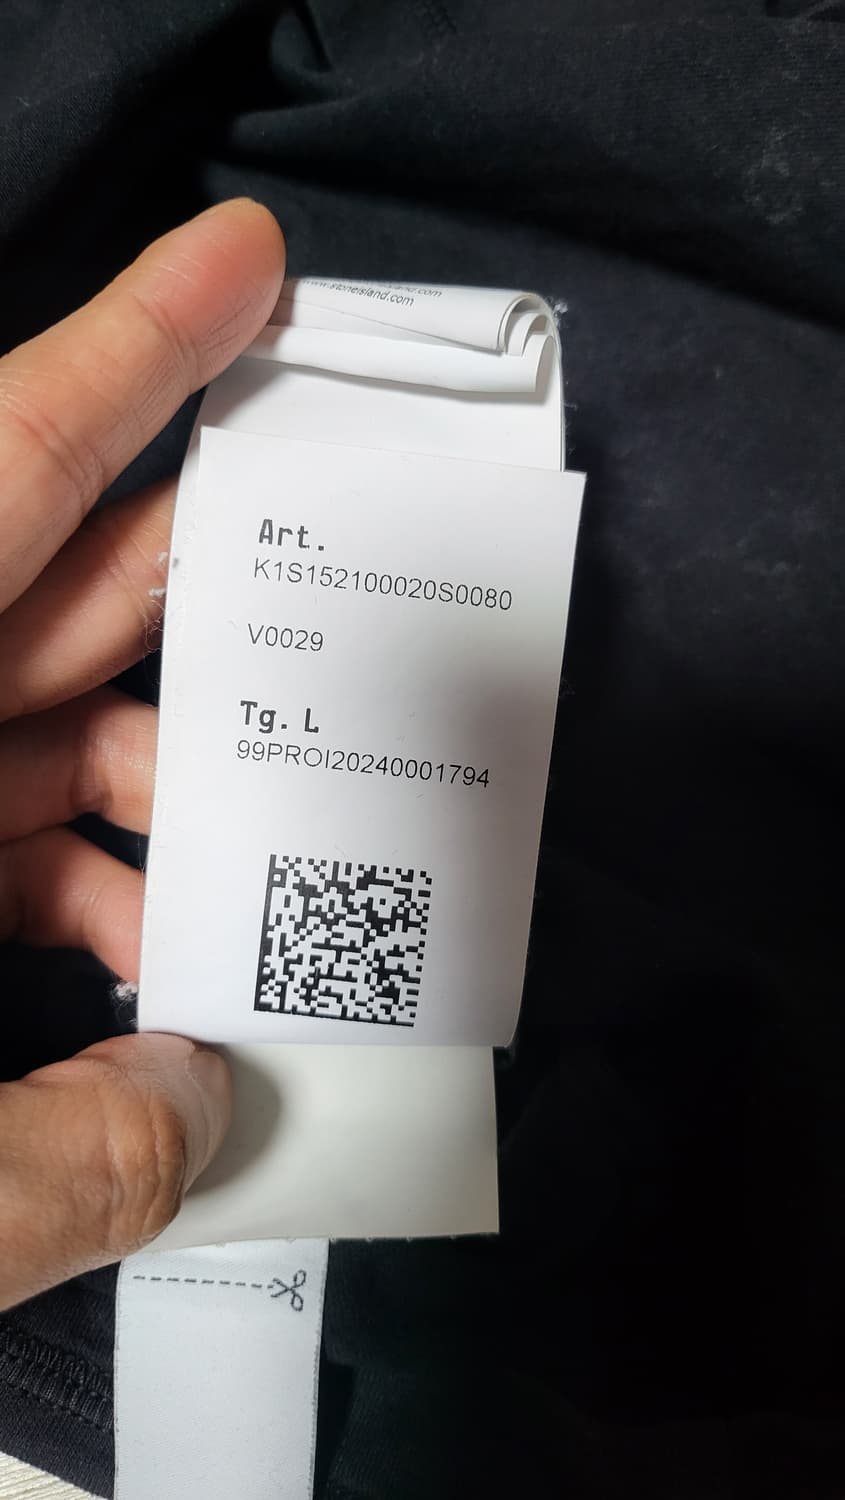 www.stoneisland.com
Art.
K1S152100020S0080
V0029
Tg. L
99PROI20240001794